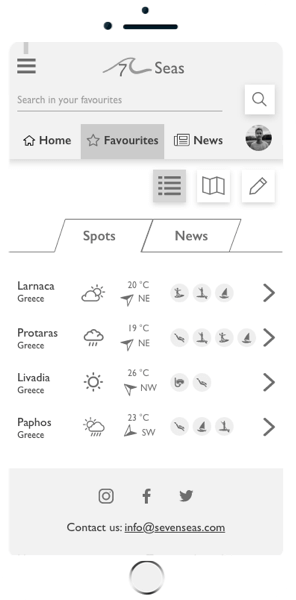 7 Seas
Search in your favourites
Home Favourites News
Spots News
Larnaca 20 °C
Greece NE
Protaras 19 °C
Greece NE
Livadia 26 °C
Greece NW
Paphos 23 °C
Greece SW
Contact us: info@sevenseas.com